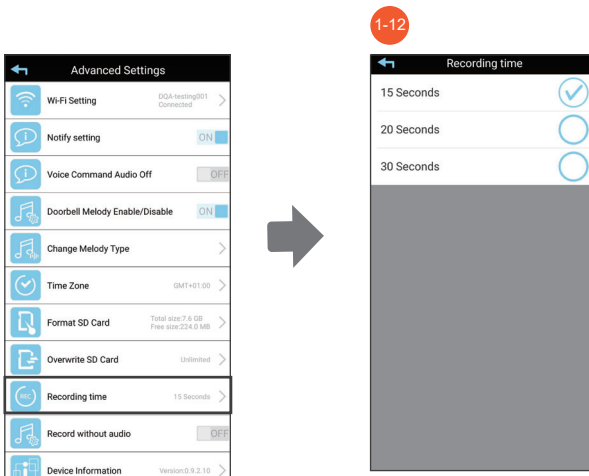 1-12
Advanced Settings
Wi-Fi Setting DQA-testing001
Connected
Notify setting ON
Voice Command Audio Off OFF
Doorbell Melody Enable/Disable ON
Change Melody Type
Time Zone GMT+01:00
Format SD Card Total size:7.6 GB
Free size:224.0 MB
Overwrite SD Card Unlimited
REC Recording time 15 Seconds
Record without audio OFF
Device Information Version:0.9.2.10
Recording time
15 Seconds
20 Seconds
30 Seconds